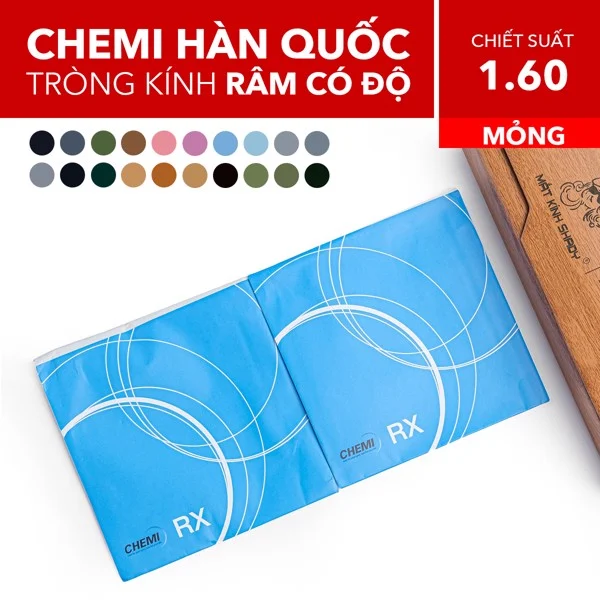 CHEMI HÀN QUỐC
TRÒNG KÍNH RÂM CÓ ĐỘ
CHIẾT SUẤT
1.60
MỎNG
MẮT KÍNH SHADY
CHEMI RX
CHEMI RX